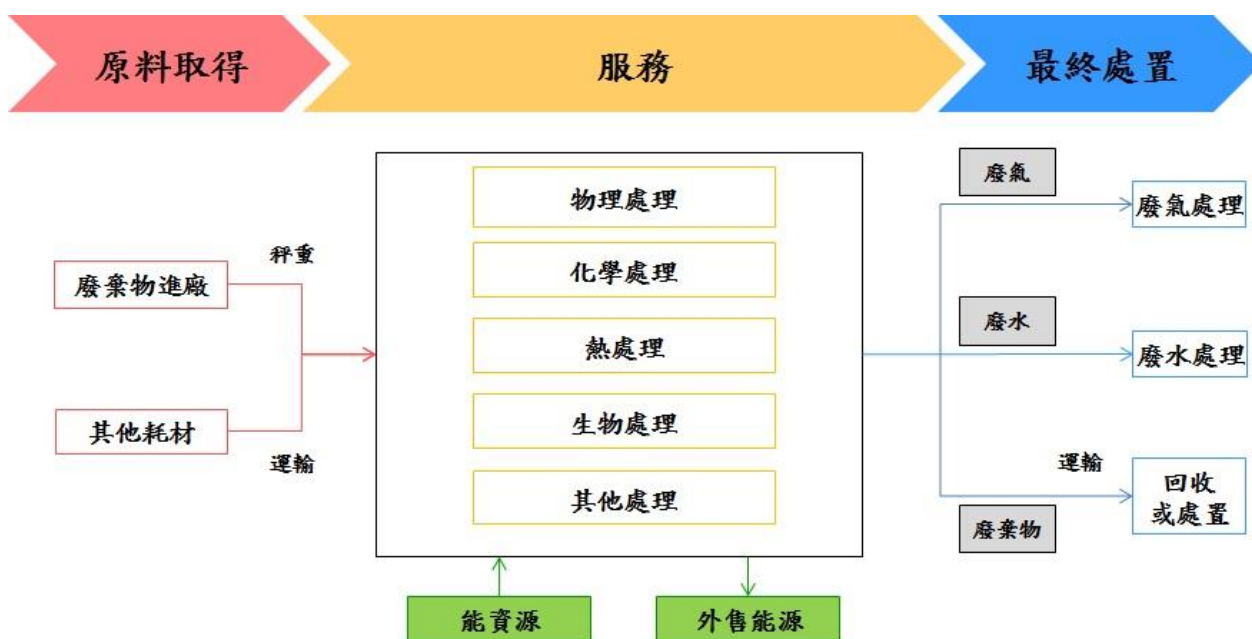 原料取得
服務
最終處置
物理處理
化學處理
熱處理
生物處理
其他處理
秤重
廢棄物進廠
其他耗材
運輸
廢氣
廢氣處理
廢水
廢水處理
運輸
回收
或處置
廢棄物
能資源
外售能源